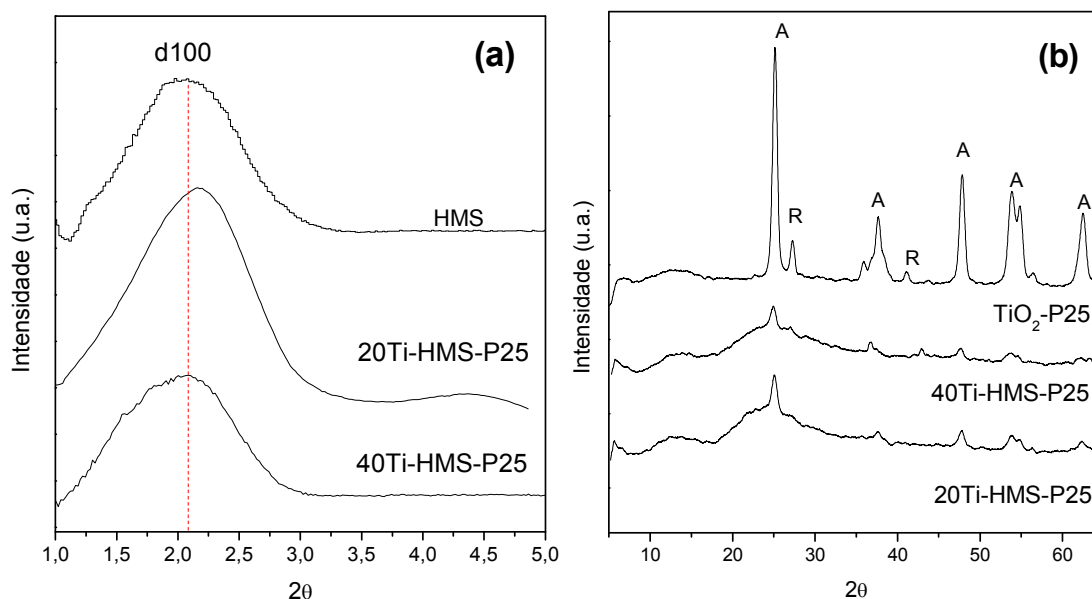 (a)
d100
HMS
20Ti-HMS-P25
40Ti-HMS-P25
Intensidade (u.a.)
1,0 1,5 2,0 2,5 3,0 3,5 4,0 4,5 5,0
2θ
(b)
A
R
A
R
A
A
A
TiO2-P25
40Ti-HMS-P25
20Ti-HMS-P25
Intensidade (u.a.)
10 20 30 40 50 60
2θ